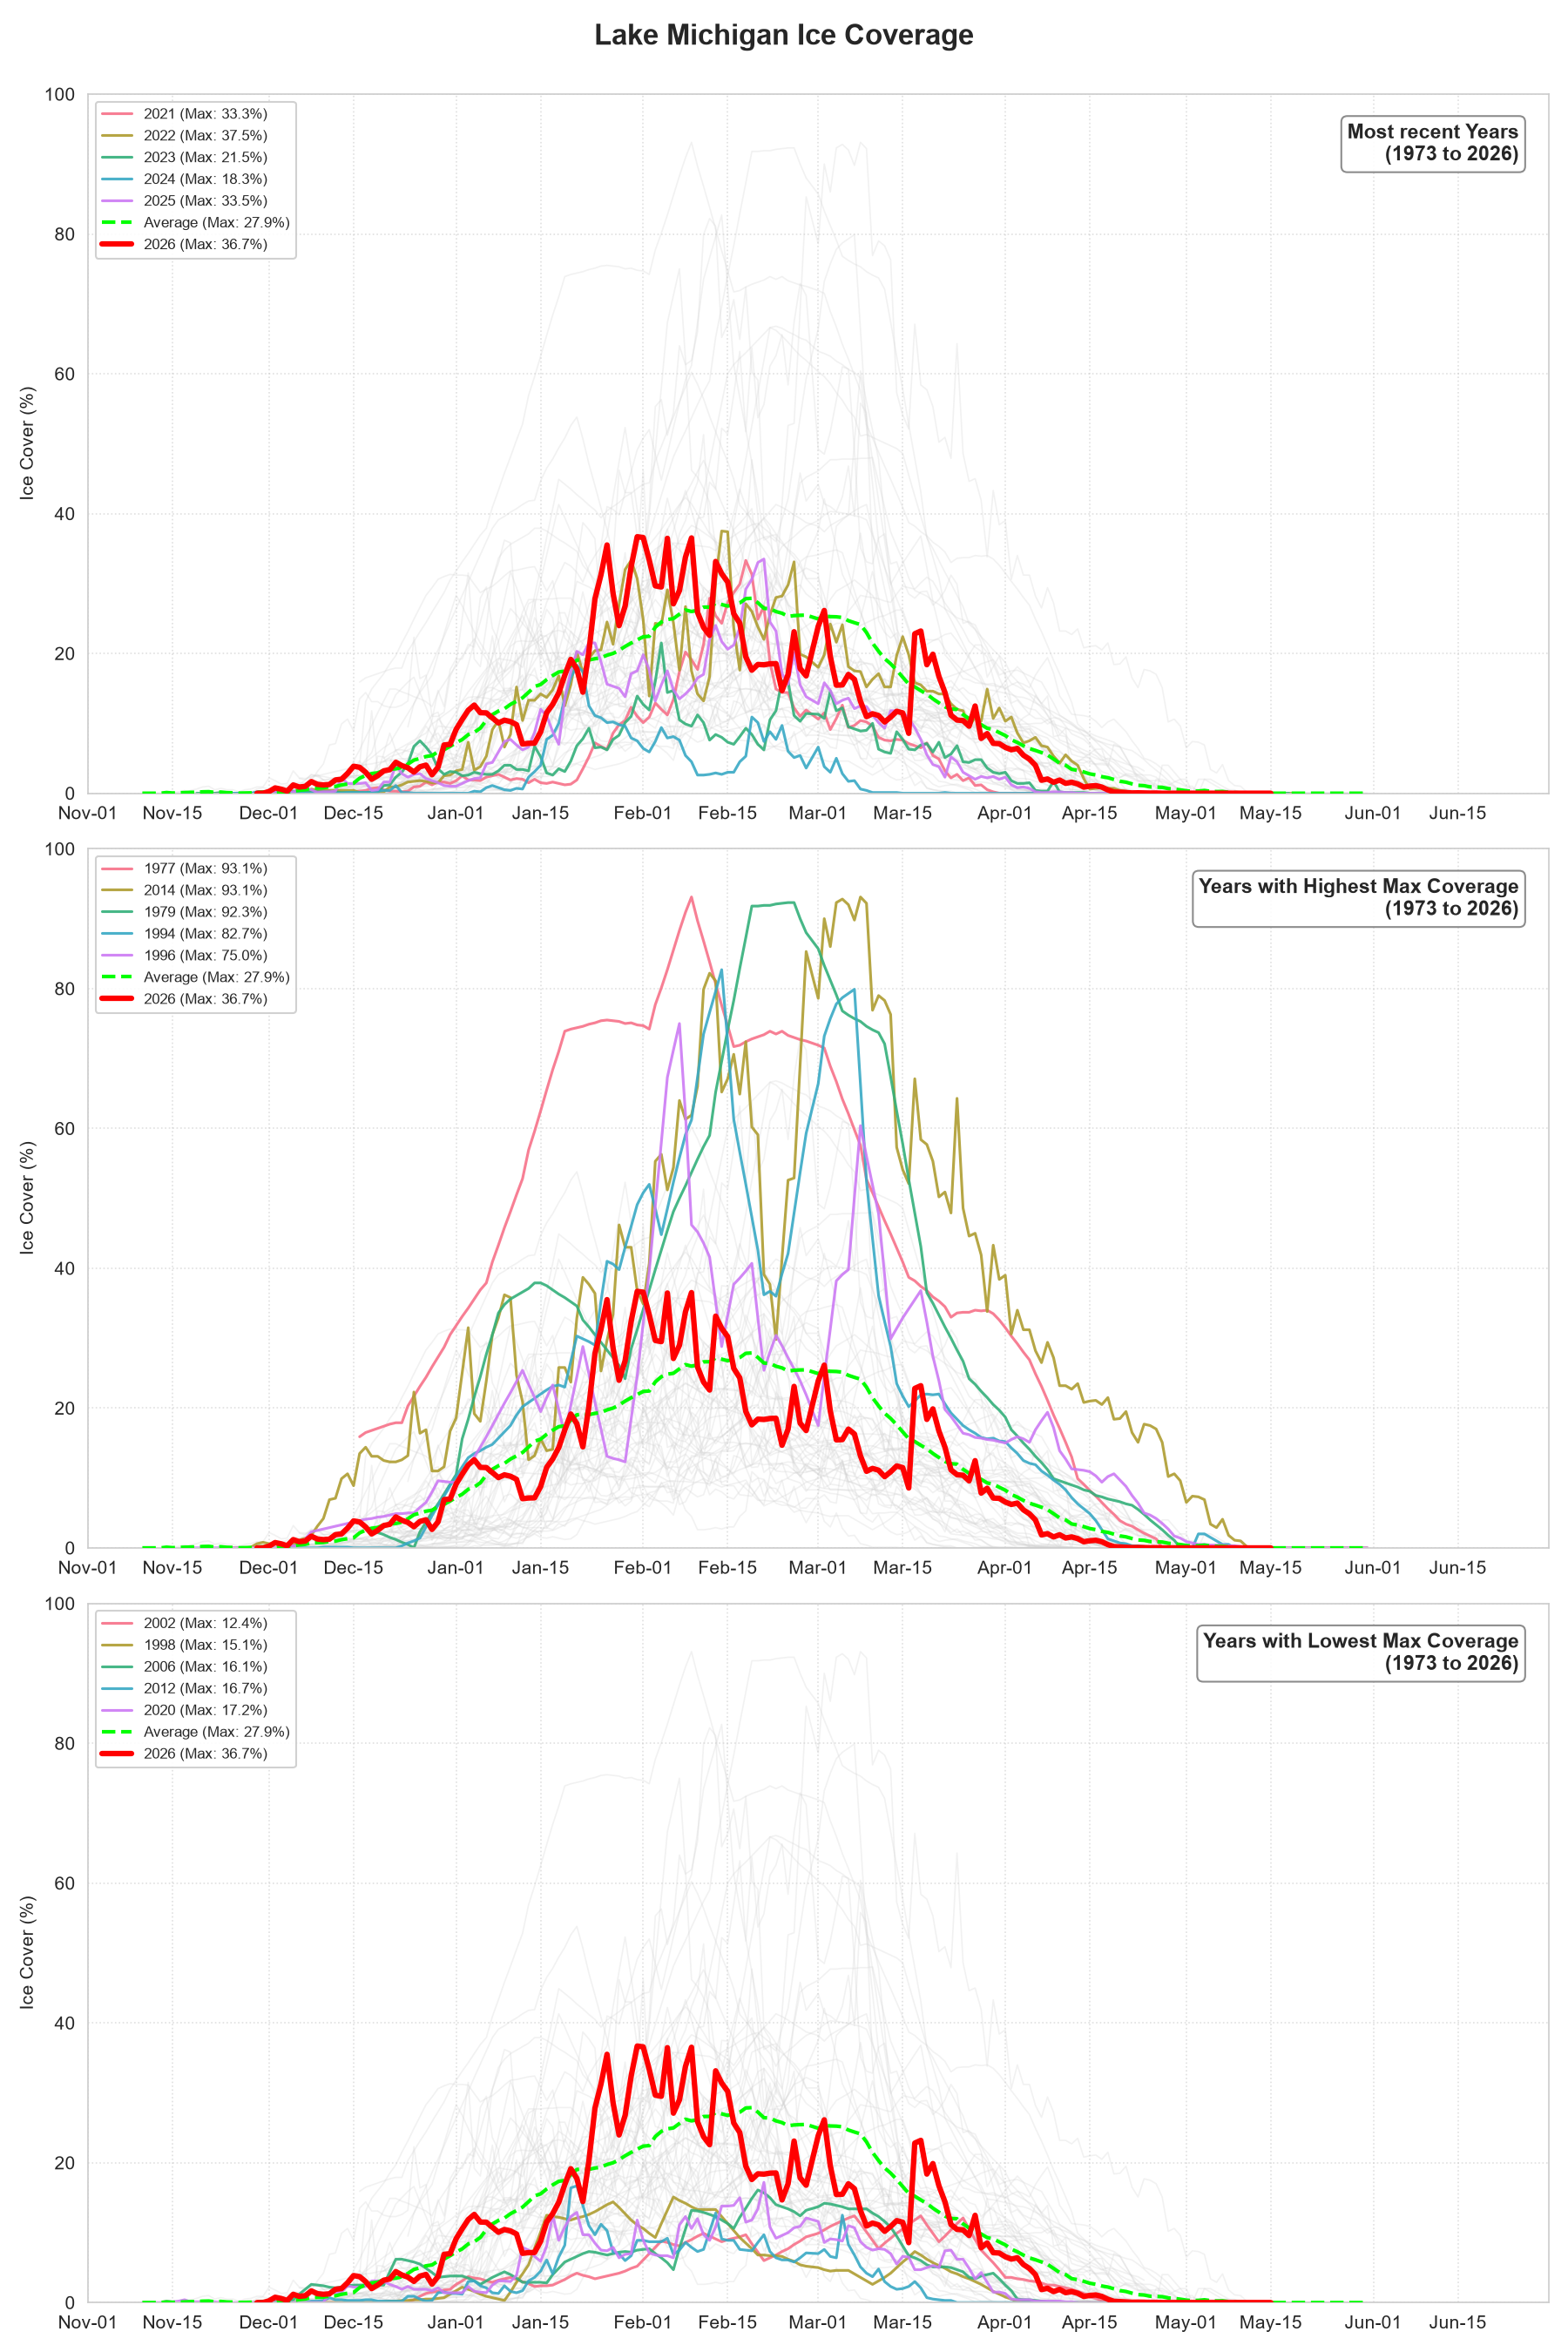 Lake Michigan Ice Coverage
100
80
60
40
20
0
Ice Cover (%)
2021 (Max: 33.3%)
2022 (Max: 37.5%)
2023 (Max: 21.5%)
2024 (Max: 18.3%)
2025 (Max: 33.5%)
Average (Max: 27.9%)
2026 (Max: 36.7%)
Most recent Years
(1973 to 2026)
Nov-01 Nov-15 Dec-01 Dec-15 Jan-01 Jan-15 Feb-01 Feb-15 Mar-01 Mar-15 Apr-01 Apr-15 May-01 May-15 Jun-01 Jun-15
100
80
60
40
20
0
Ice Cover (%)
1977 (Max: 93.1%)
2014 (Max: 93.1%)
1979 (Max: 92.3%)
1994 (Max: 82.7%)
1996 (Max: 75.0%)
Average (Max: 27.9%)
2026 (Max: 36.7%)
Years with Highest Max Coverage
(1973 to 2026)
Nov-01 Nov-15 Dec-01 Dec-15 Jan-01 Jan-15 Feb-01 Feb-15 Mar-01 Mar-15 Apr-01 Apr-15 May-01 May-15 Jun-01 Jun-15
100
80
60
40
20
0
Ice Cover (%)
2002 (Max: 12.4%)
1998 (Max: 15.1%)
2006 (Max: 16.1%)
2012 (Max: 16.7%)
2020 (Max: 17.2%)
Average (Max: 27.9%)
2026 (Max: 36.7%)
Years with Lowest Max Coverage
(1973 to 2026)
Nov-01 Nov-15 Dec-01 Dec-15 Jan-01 Jan-15 Feb-01 Feb-15 Mar-01 Mar-15 Apr-01 Apr-15 May-01 May-15 Jun-01 Jun-15